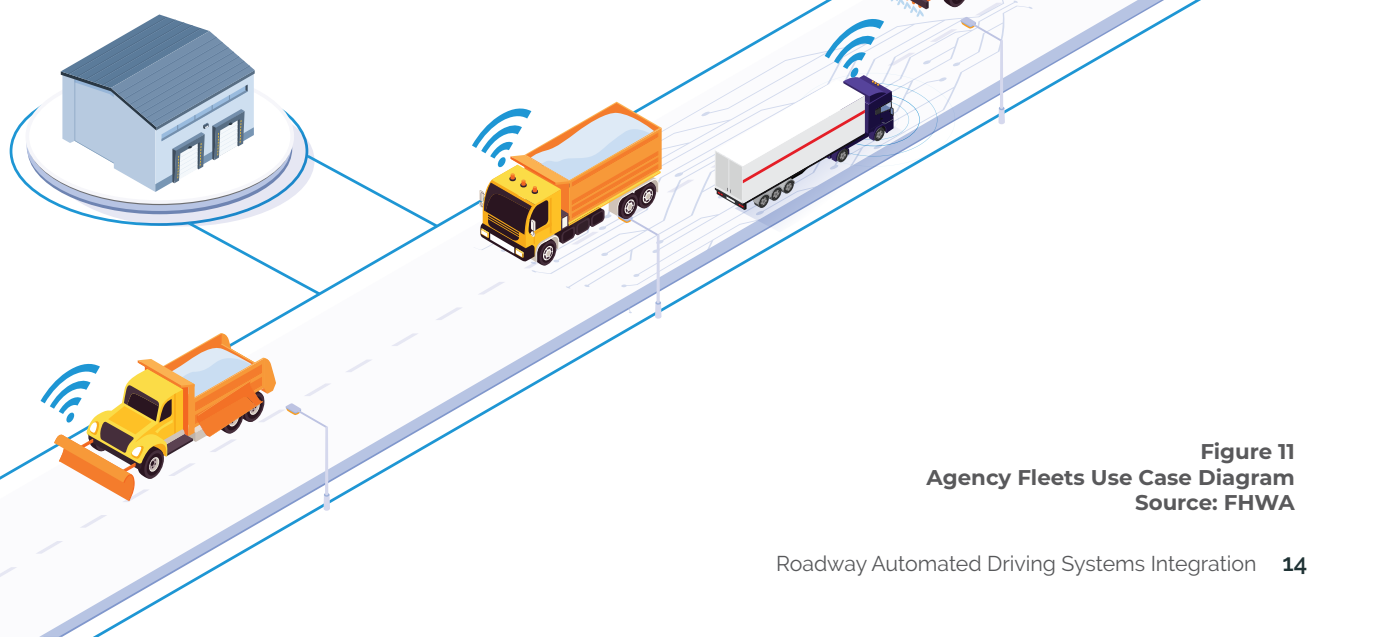 Figure 11
Agency Fleets Use Case Diagram
Source: FHWA
Roadway Automated Driving Systems Integration 14